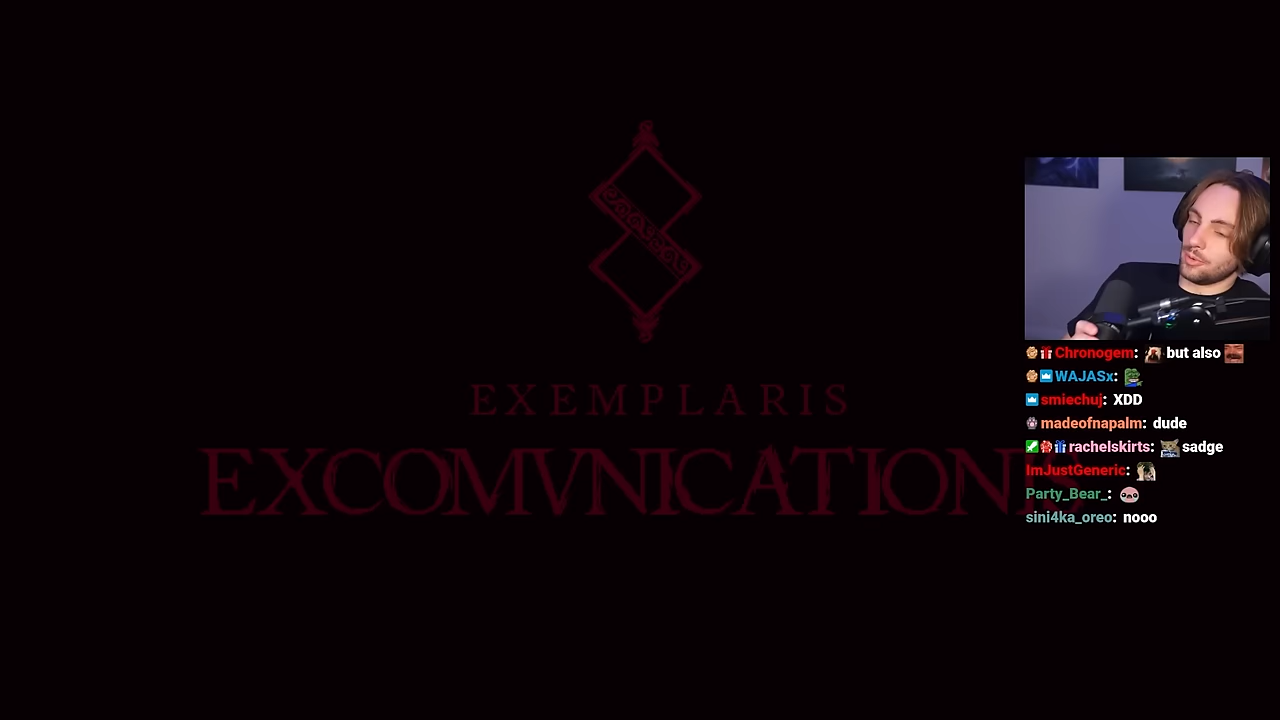 EXEMPLARIS
EXCOMVNICATIONIS
Chronogem: but also
WAJASx:
smiechuj: XDD
madeofnapalm: dude
rachelskirts: sadge
ImJustGeneric:
Party_Bear_:
sini4ka_oreo: nooo